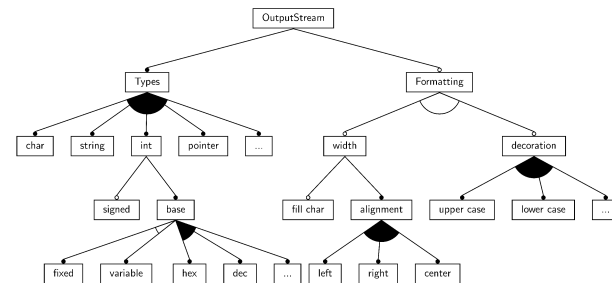 OutputStream
Types Formatting
char string int pointer ... width decoration
signed base fill char alignment upper case lower case ...
fixed variable hex dec ... left right center